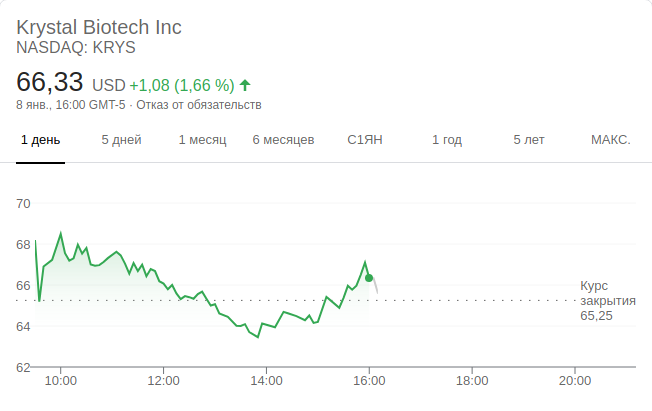 Krystal Biotech Inc
NASDAQ: KRYS
66,33 USD +1,08 (1,66 %)
8 янв., 16:00 GMT-5 · Отказ от обязательств
1 день 5 дней 1 месяц 6 месяцев С1ЯН 1 год 5 лет МАКС.
70
68
66
64
62
Курс
закрытия
65,25
10:00 12:00 14:00 16:00 18:00 20:00